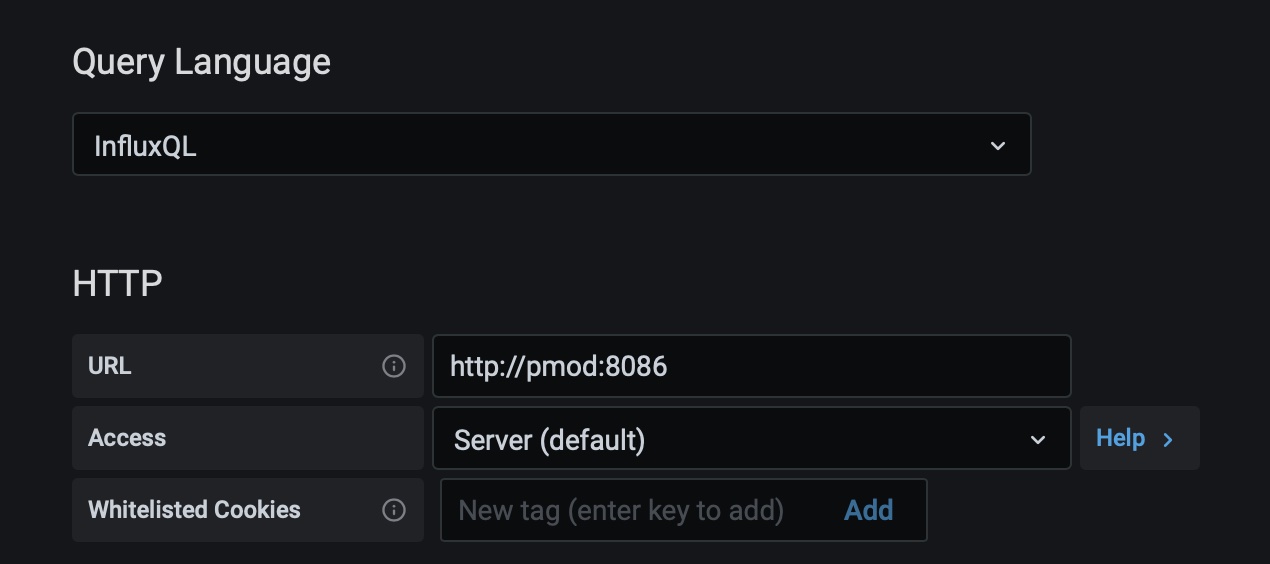 Query Language
InfluxQL
HTTP
URL http://pmod:8086
Access Server (default) Help
Whitelisted Cookies New tag (enter key to add) Add